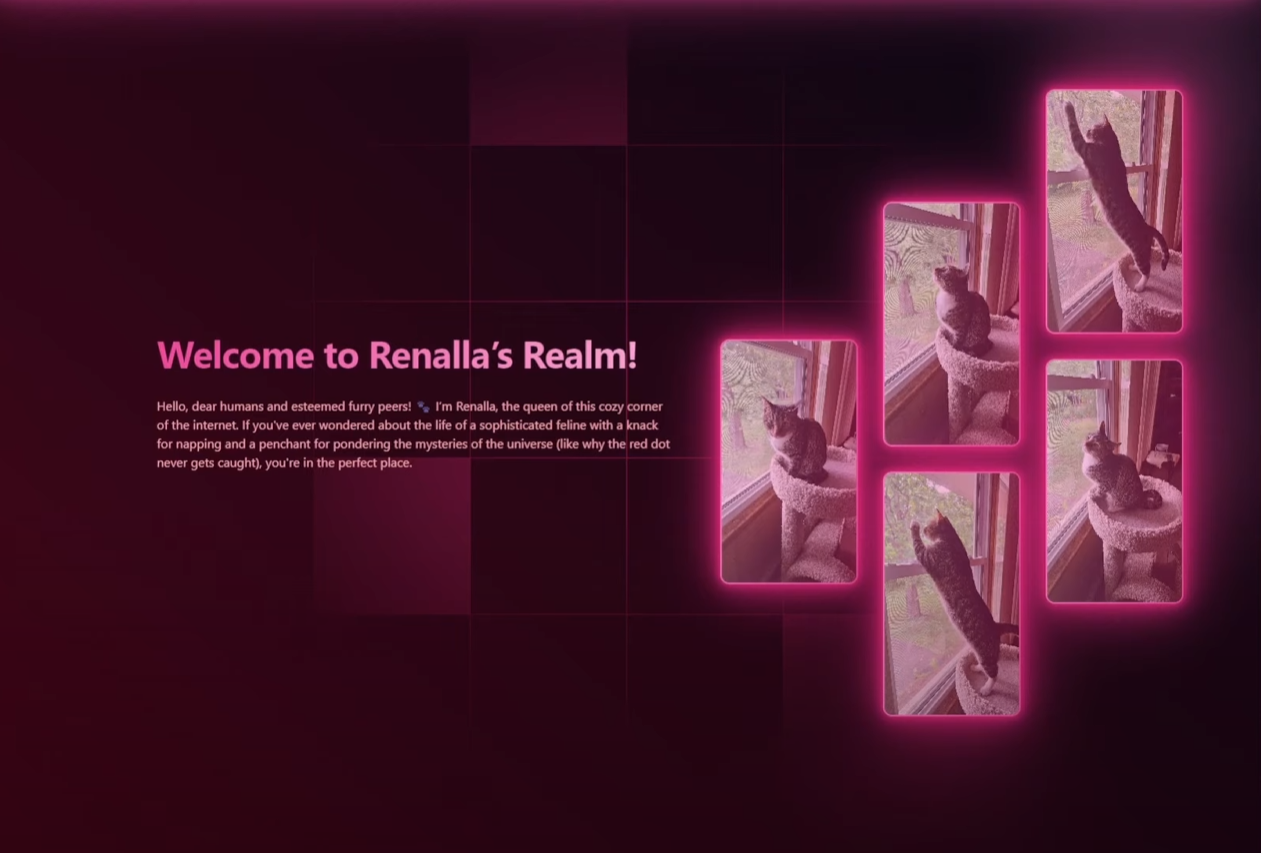 Welcome to Renalla’s Realm!
Hello, dear humans and esteemed furry peers! 🐾 I’m Renalla, the queen of this cozy corner
of the internet. If you've ever wondered about the life of a sophisticated feline with a knack
for napping and a penchant for pondering the mysteries of the universe (like why the red dot
never gets caught), you're in the perfect place.